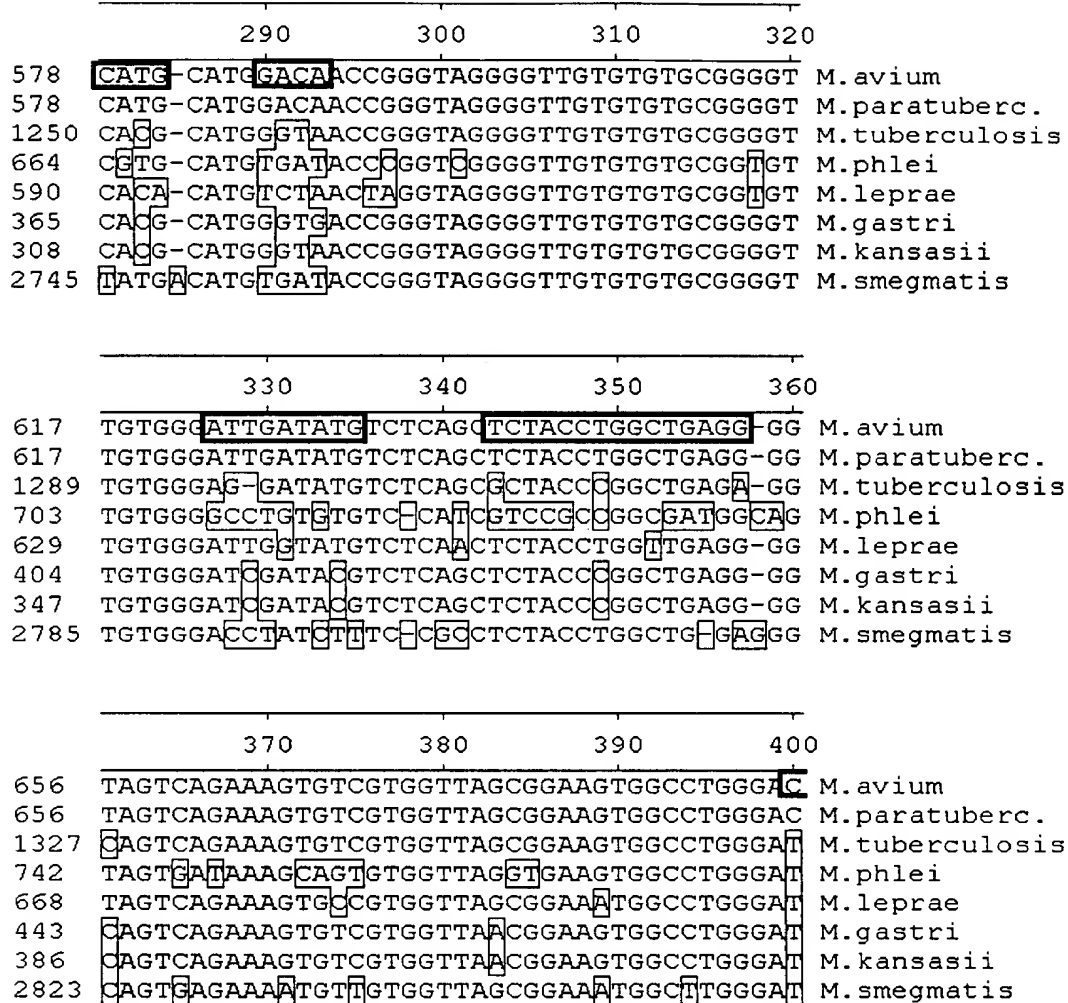 290 300 310 320
578 CATG-CATGGACAACCGGGTAGGGGTTGTGTGTGCGGGGT M.avium
578 CATG-CATGGACAACCGGGTAGGGGTTGTGTGTGCGGGGT M.paratuberc.
1250 CACG-CATGGGTAACCGGGTAGGGGTTGTGTGTGCGGGGT M.tuberculosis
664 CGTG-CATGTGATACCCGGTCGGGGTTGTGTGTGCGGTGT M.phlei
590 CACA-CATGTCTAACTAGGTAGGGGTTGTGTGTGCGGTGT M.leprae
365 CACG-CATGGGTGACCGGGTAGGGGTTGTGTGTGCGGGGT M.gastri
308 CACG-CATGGGTAACCGGGTAGGGGTTGTGTGTGCGGGGT M.kansasii
2745 TATGACATGTGATACCGGGTAGGGGTTGTGTGTGCGGGGT M.smegmatis
330 340 350 360
617 TGTGGGATTGATATGTCTCAGCTCTACCTGGCTGAGG-GG M.avium
617 TGTGGGATTGATATGTCTCAGCTCTACCTGGCTGAGG-GG M.paratuberc.
1289 TGTGGGAG-GATATGTCTCAGCGCTACCCGGCTGAGA-GG M.tuberculosis
703 TGTGGGGCCTGTGTGTC-CATCGTCCGCCGGCGATGGCAG M.phlei
629 TGTGGGATTGGTATGTCTCAACTCTACCTGGTTGAGG-GG M.leprae
404 TGTGGGATCGATACGTCTCAGCTCTACCCGGCTGAGG-GG M.gastri
347 TGTGGGATCGATACGTCTCAGCTCTACCCGGCTGAGG-GG M.kansasii
2785 TGTGGGACCTATCTTTC-CGCCTCTACCTGGCTG-GAGGG M.smegmatis
370 380 390 400
656 TAGTCAGAAAGTGTCGTGGTTAGCGGAAGTGGCCTGGGAC M.avium
656 TAGTCAGAAAGTGTCGTGGTTAGCGGAAGTGGCCTGGGAC M.paratuberc.
1327 CAGTCAGAAAGTGTCGTGGTTAGCGGAAGTGGCCTGGGAT M.tuberculosis
742 TAGTGATAAAGCAGTGTGGTTAGGTGAAGTGGCCTGGGAT M.phlei
668 TAGTCAGAAAGTGCCGTGGTTAGCGGAAATGGCCTGGGAT M.leprae
443 CAGTCAGAAAGTGTCGTGGTTAACGGAAGTGGCCTGGGAT M.gastri
386 CAGTCAGAAAGTGTCGTGGTTAACGGAAGTGGCCTGGGAT M.kansasii
2823 CAGTGAGAAAATGTTGTGGTTAGCGGAAATGGCTTGGGAT M.smegmatis